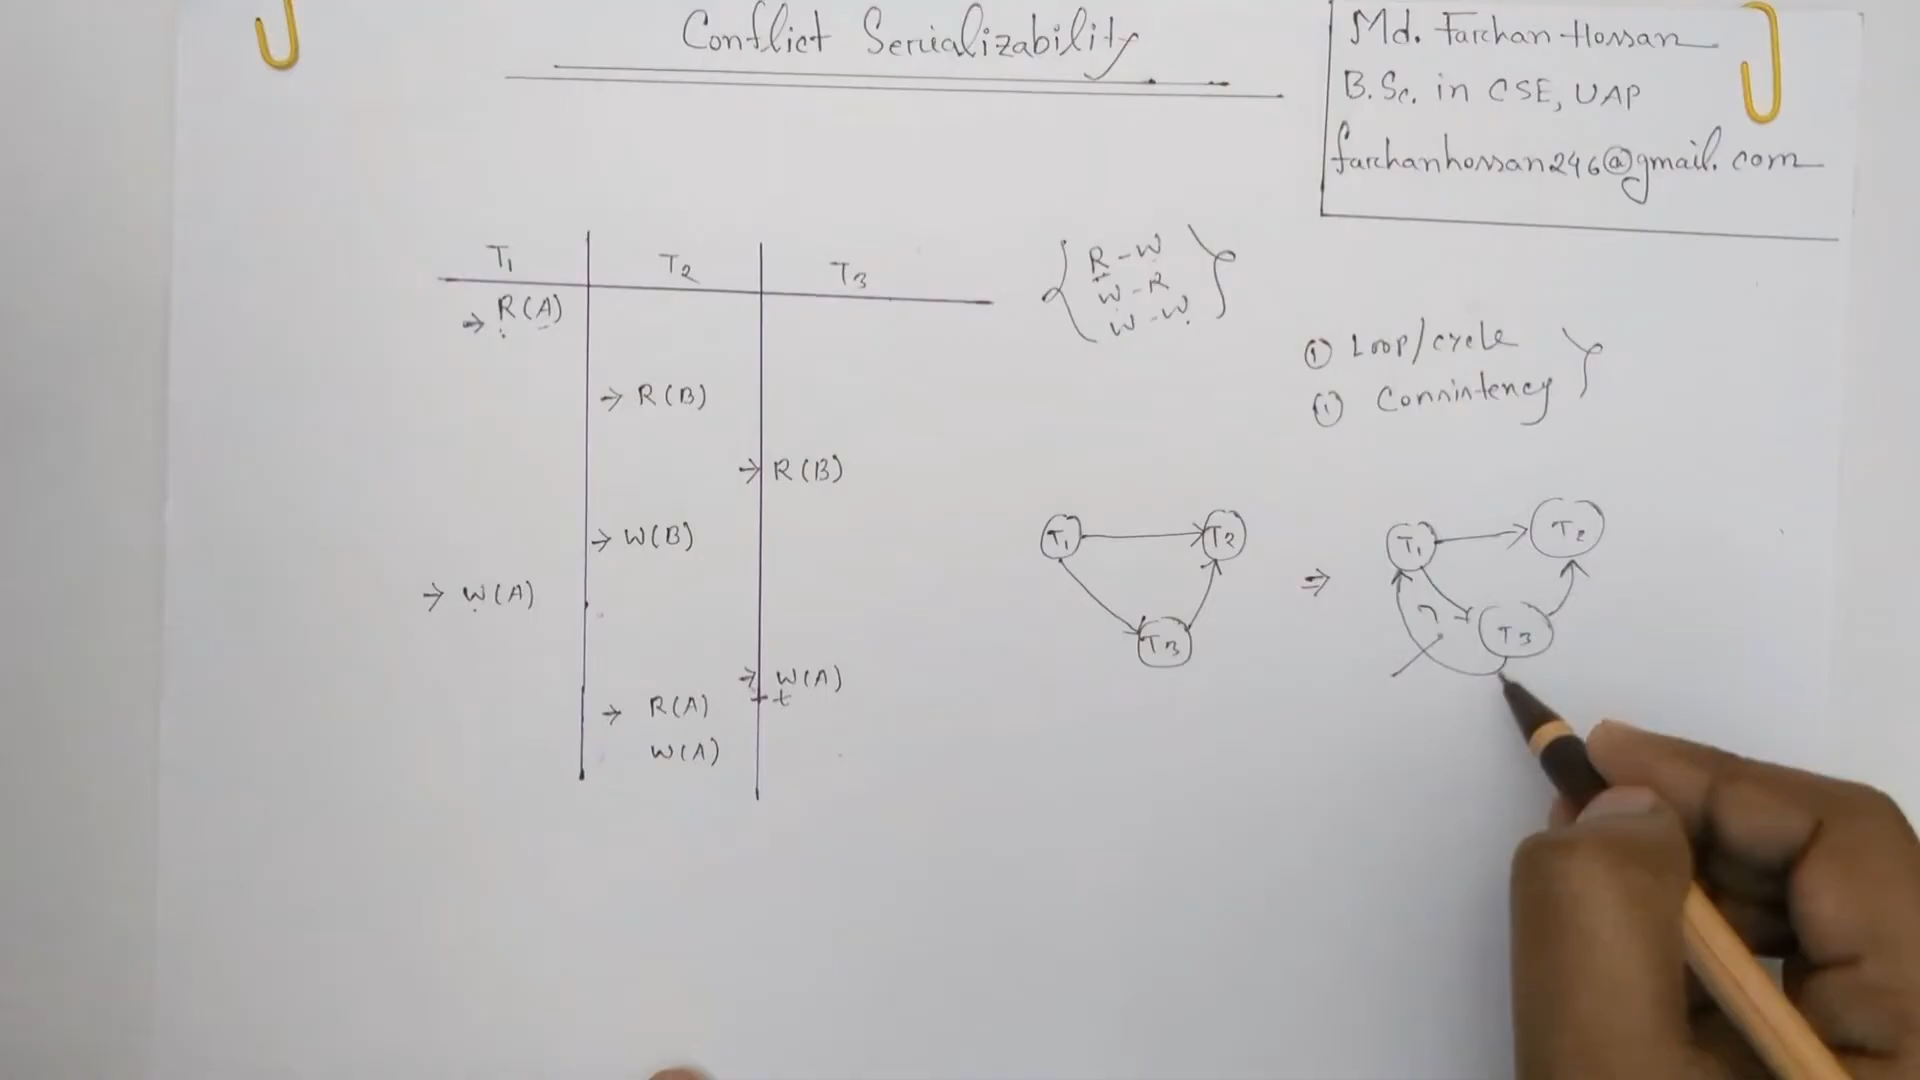 Conflict Serializability
Md. Farhan Hossan
B.Sc. in CSE, UAP
farhanhossan246@gmail.com
T1 T2 T3
R(A)
R(B)
R(B)
W(B)
W(A)
W(A)
R(A)
W(A)
R-W
W-R
W-W
① Loop/cycle
① Consistency
T1 T2
T3
⇒
T1 T2
T3